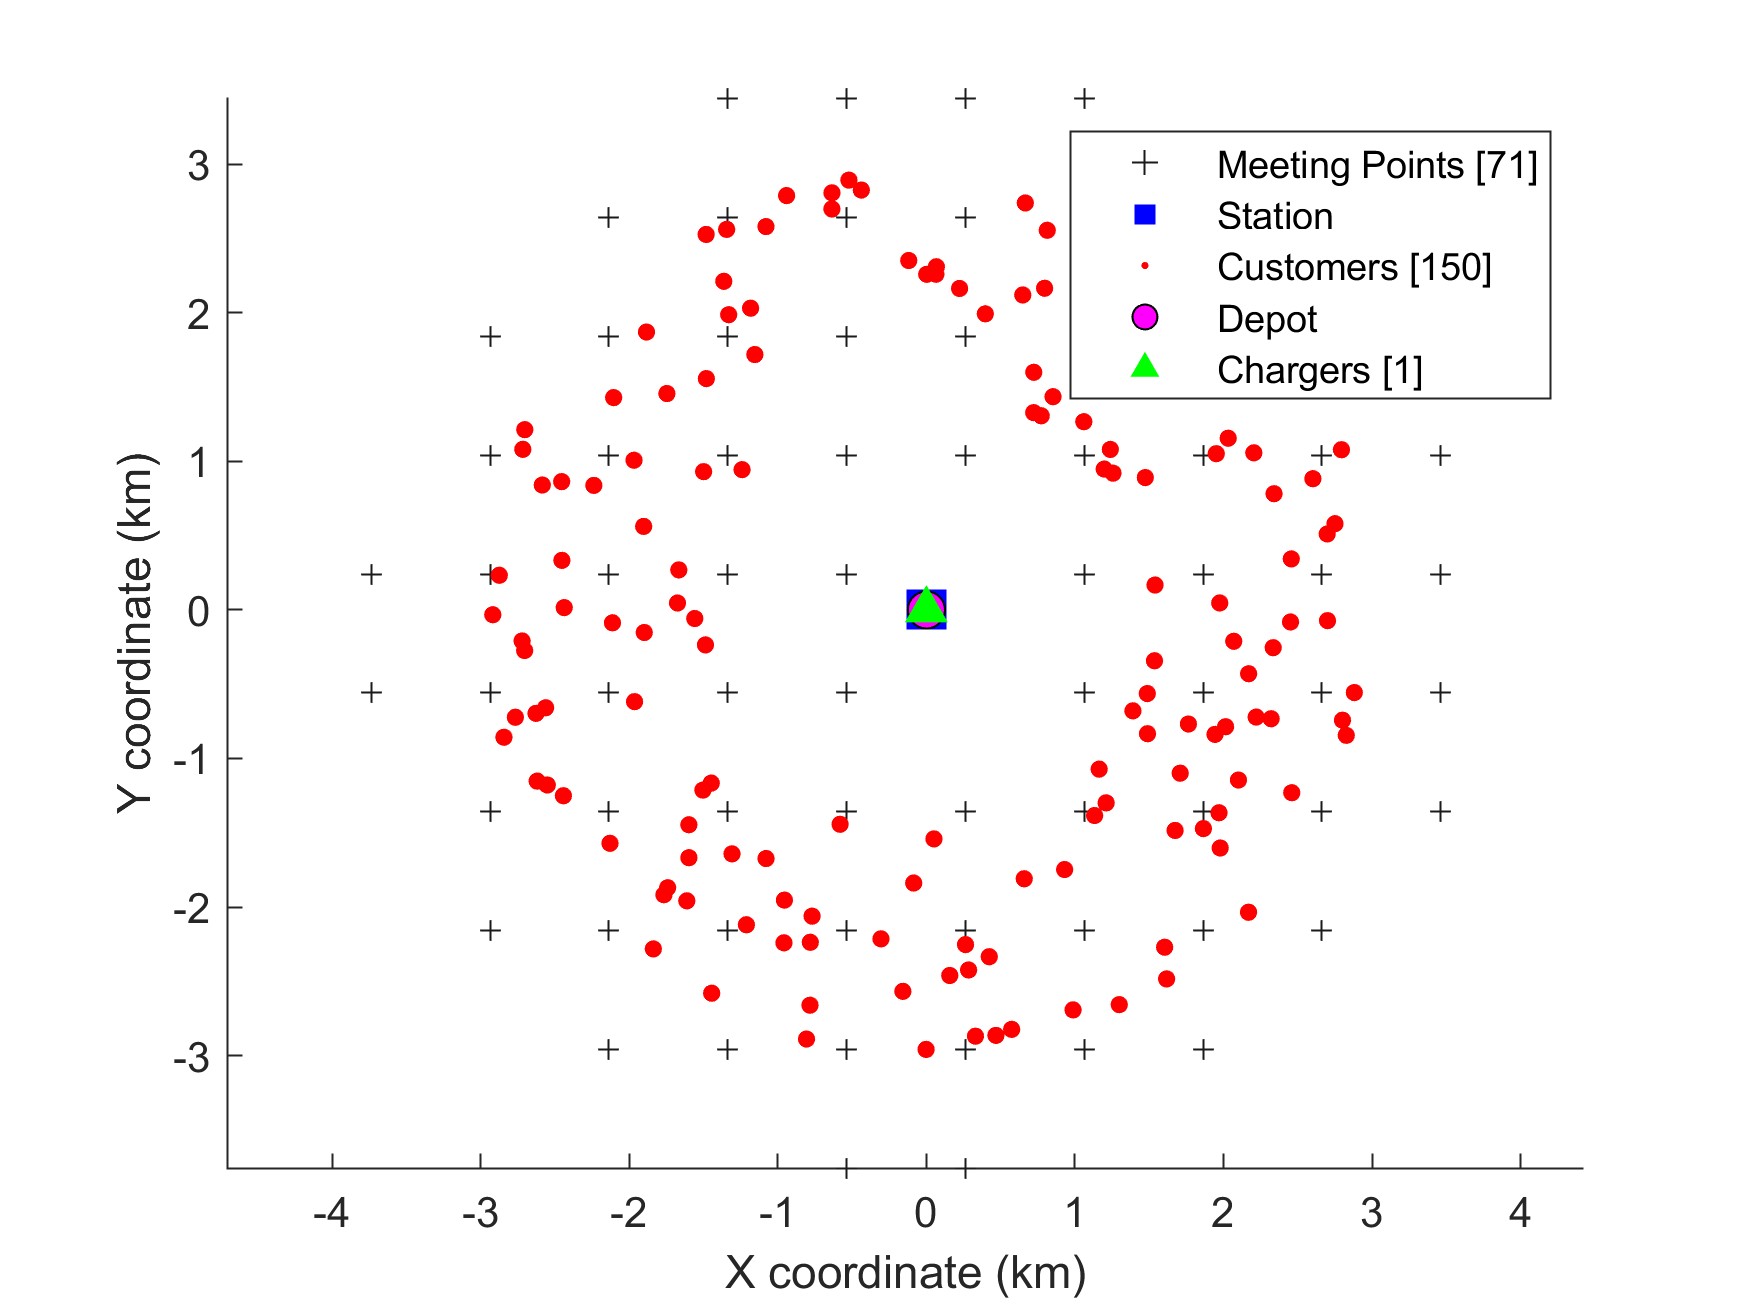 3
2
1
0
-1
-2
-3
Y coordinate (km)
Meeting Points [71]
Station
Customers [150]
Depot
Chargers [1]
-4 -3 -2 -1 0 1 2 3 4
X coordinate (km)